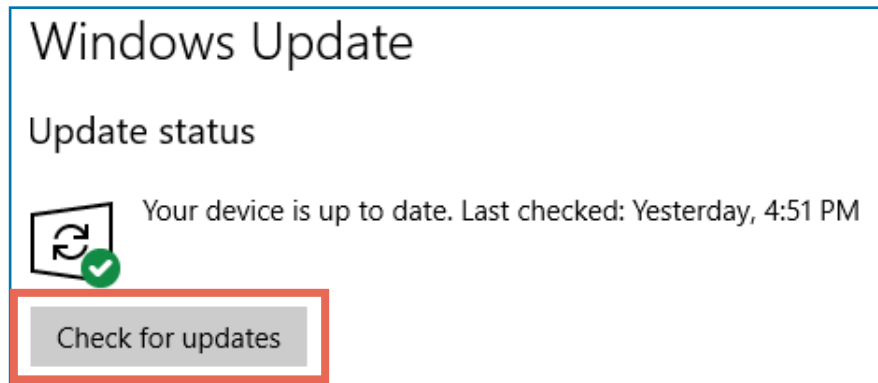 Windows Update
Update status
Your device is up to date. Last checked: Yesterday, 4:51 PM
Check for updates